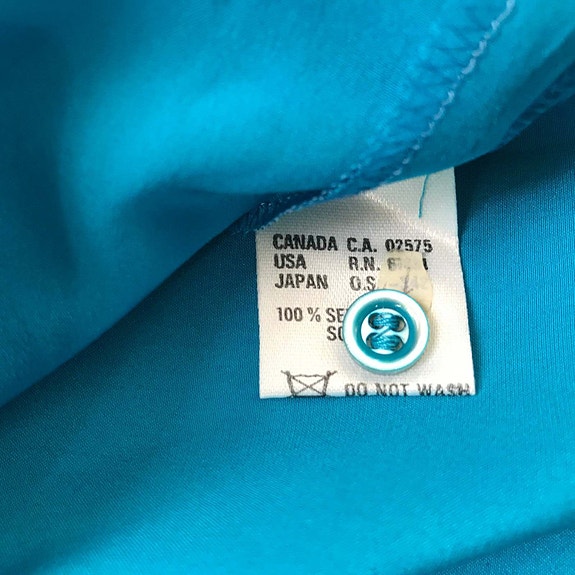 CANADA C.A. 02575
USA R.N.
JAPAN O.S.
100 %
DO NOT WASH